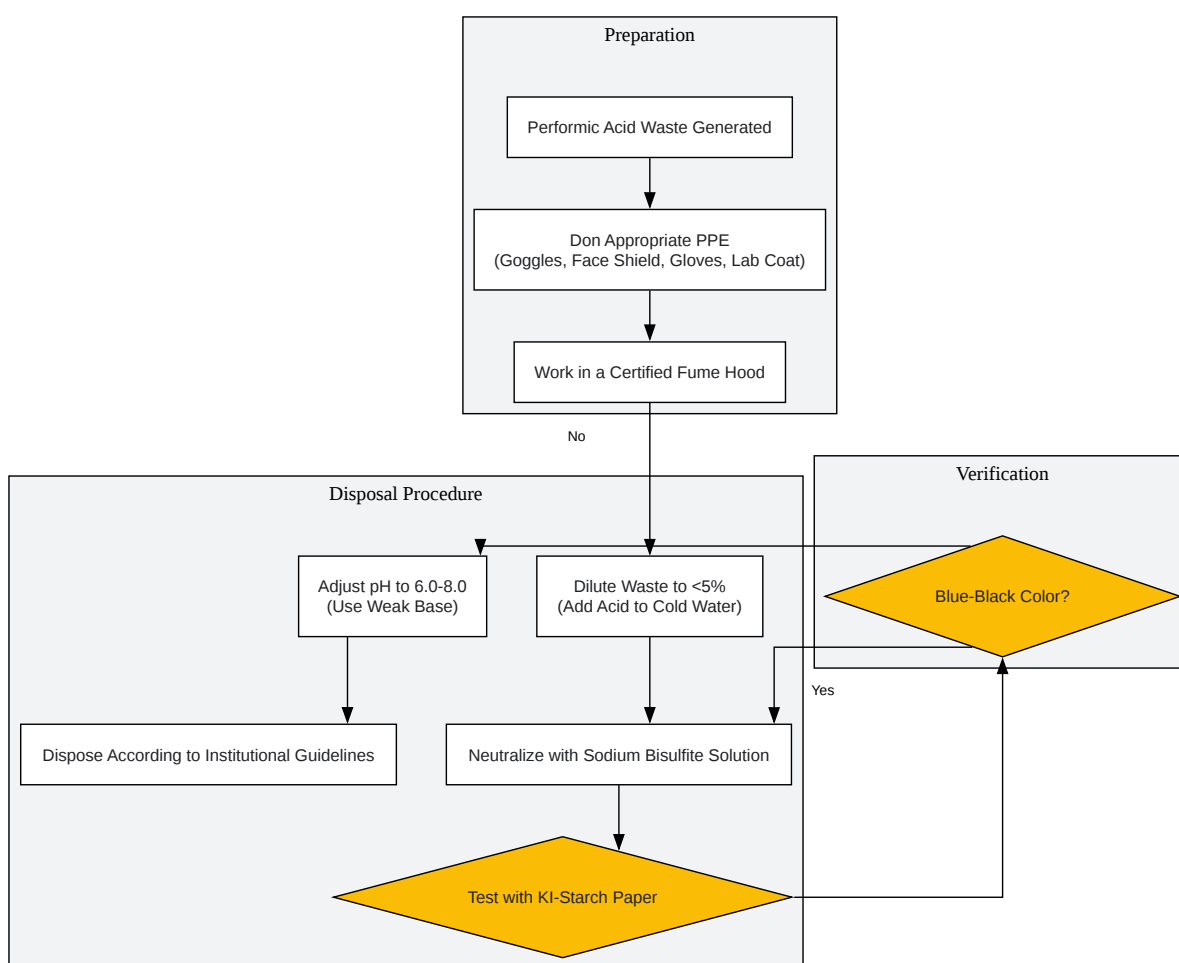 Preparation
Performic Acid Waste Generated
Don Appropriate PPE
(Goggles, Face Shield, Gloves, Lab Coat)
Work in a Certified Fume Hood
No
Disposal Procedure
Verification
Adjust pH to 6.0-8.0
(Use Weak Base)
Dilute Waste to <5%
(Add Acid to Cold Water)
Blue-Black Color?
Yes
Dispose According to Institutional Guidelines
Neutralize with Sodium Bisulfite Solution
Test with KI-Starch Paper